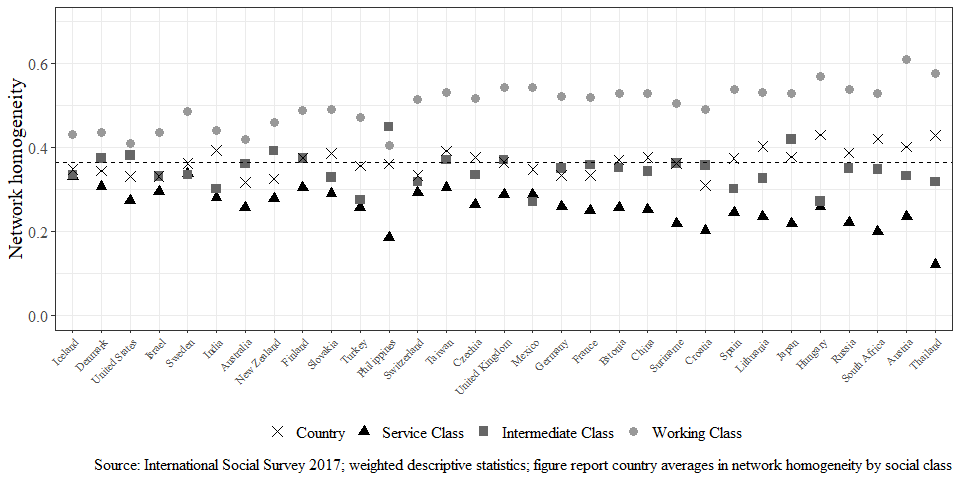 Network homogeneity
0.6
0.4
0.2
0.0
Iceland
Denmark
United States
Israel
Sweden
India
Australia
New Zealand
Finland
Slovakia
Turkey
Philippines
Switzerland
Taiwan
Czechia
United Kingdom
Mexico
Germany
France
Estonia
China
Suriname
Croatia
Spain
Lithuania
Japan
Hungary
Russia
South Africa
Austria
Thailand
Country Service Class Intermediate Class Working Class
Source: International Social Survey 2017; weighted descriptive statistics; figure report country averages in network homogeneity by social class